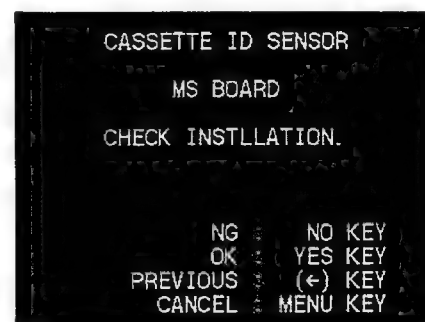 CASSETTE ID SENSOR
MS BOARD
CHECK INSTLLATION.
NG : NO KEY
OK : YES KEY
PREVIOUS : (←) KEY
CANCEL : MENU KEY